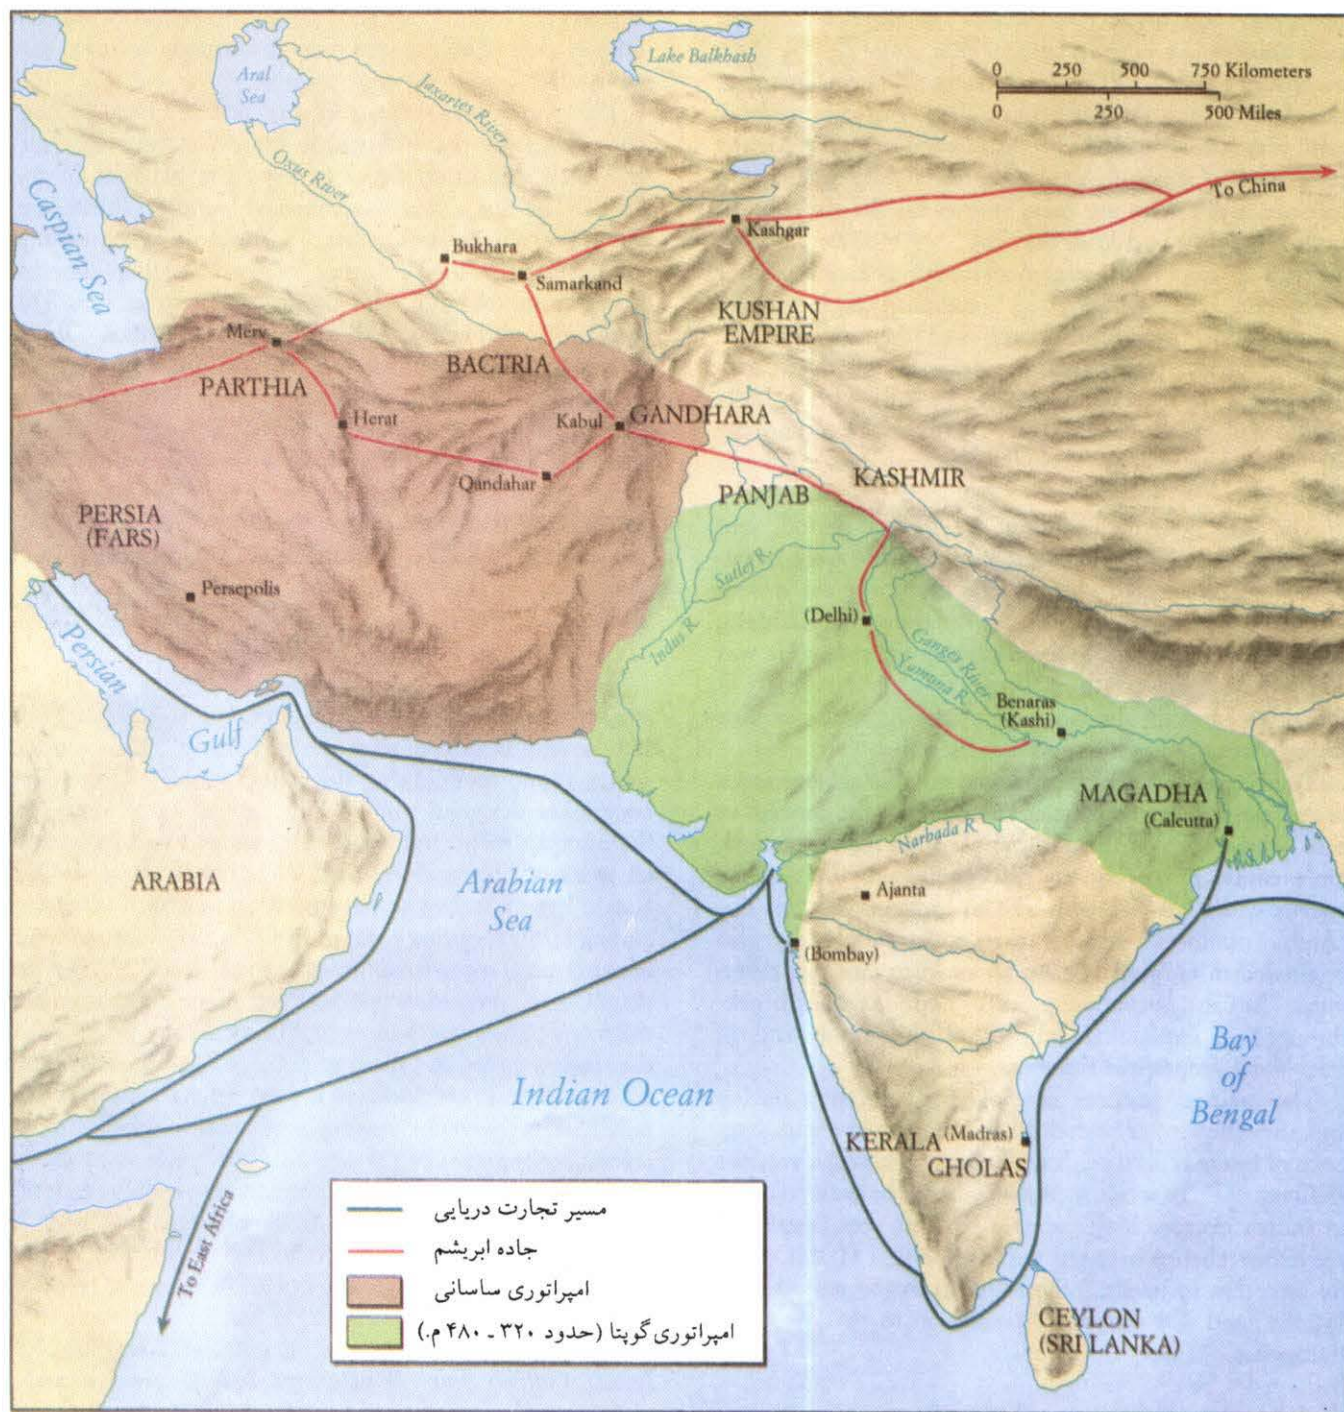 Aral
Sea
Lake Balkhash
Jaxartes River
Oxus River
Caspian Sea
0 250 500 750 Kilometers
0 250 500 Miles
To China
Kashgar
Bukhara
Samarkand
KUSHAN
EMPIRE
Merv
BACTRIA
PARTHIA
Herat
Kabul
GANDHARA
Qandahar
PANJAB
KASHMIR
PERSIA
(FARS)
Persepolis
Sutlej R.
Indus R.
(Delhi)
Ganges River
Yamuna R.
Benaras
(Kashi)
Persian
Gulf
MAGADHA
(Calcutta)
Narbada R.
ARABIA
Arabian
Sea
Ajanta
(Bombay)
Bay
of
Bengal
Indian Ocean
KERALA
(Madras)
CHOLAS
To East Africa
CEYLON
(SRI LANKA)
مسیر تجارت دریایی
جاده ابریشم
امپراتوری ساسانی
امپراتوری گوپتا (حدود ۳۲۰ ـ ۴۸۰ م.)